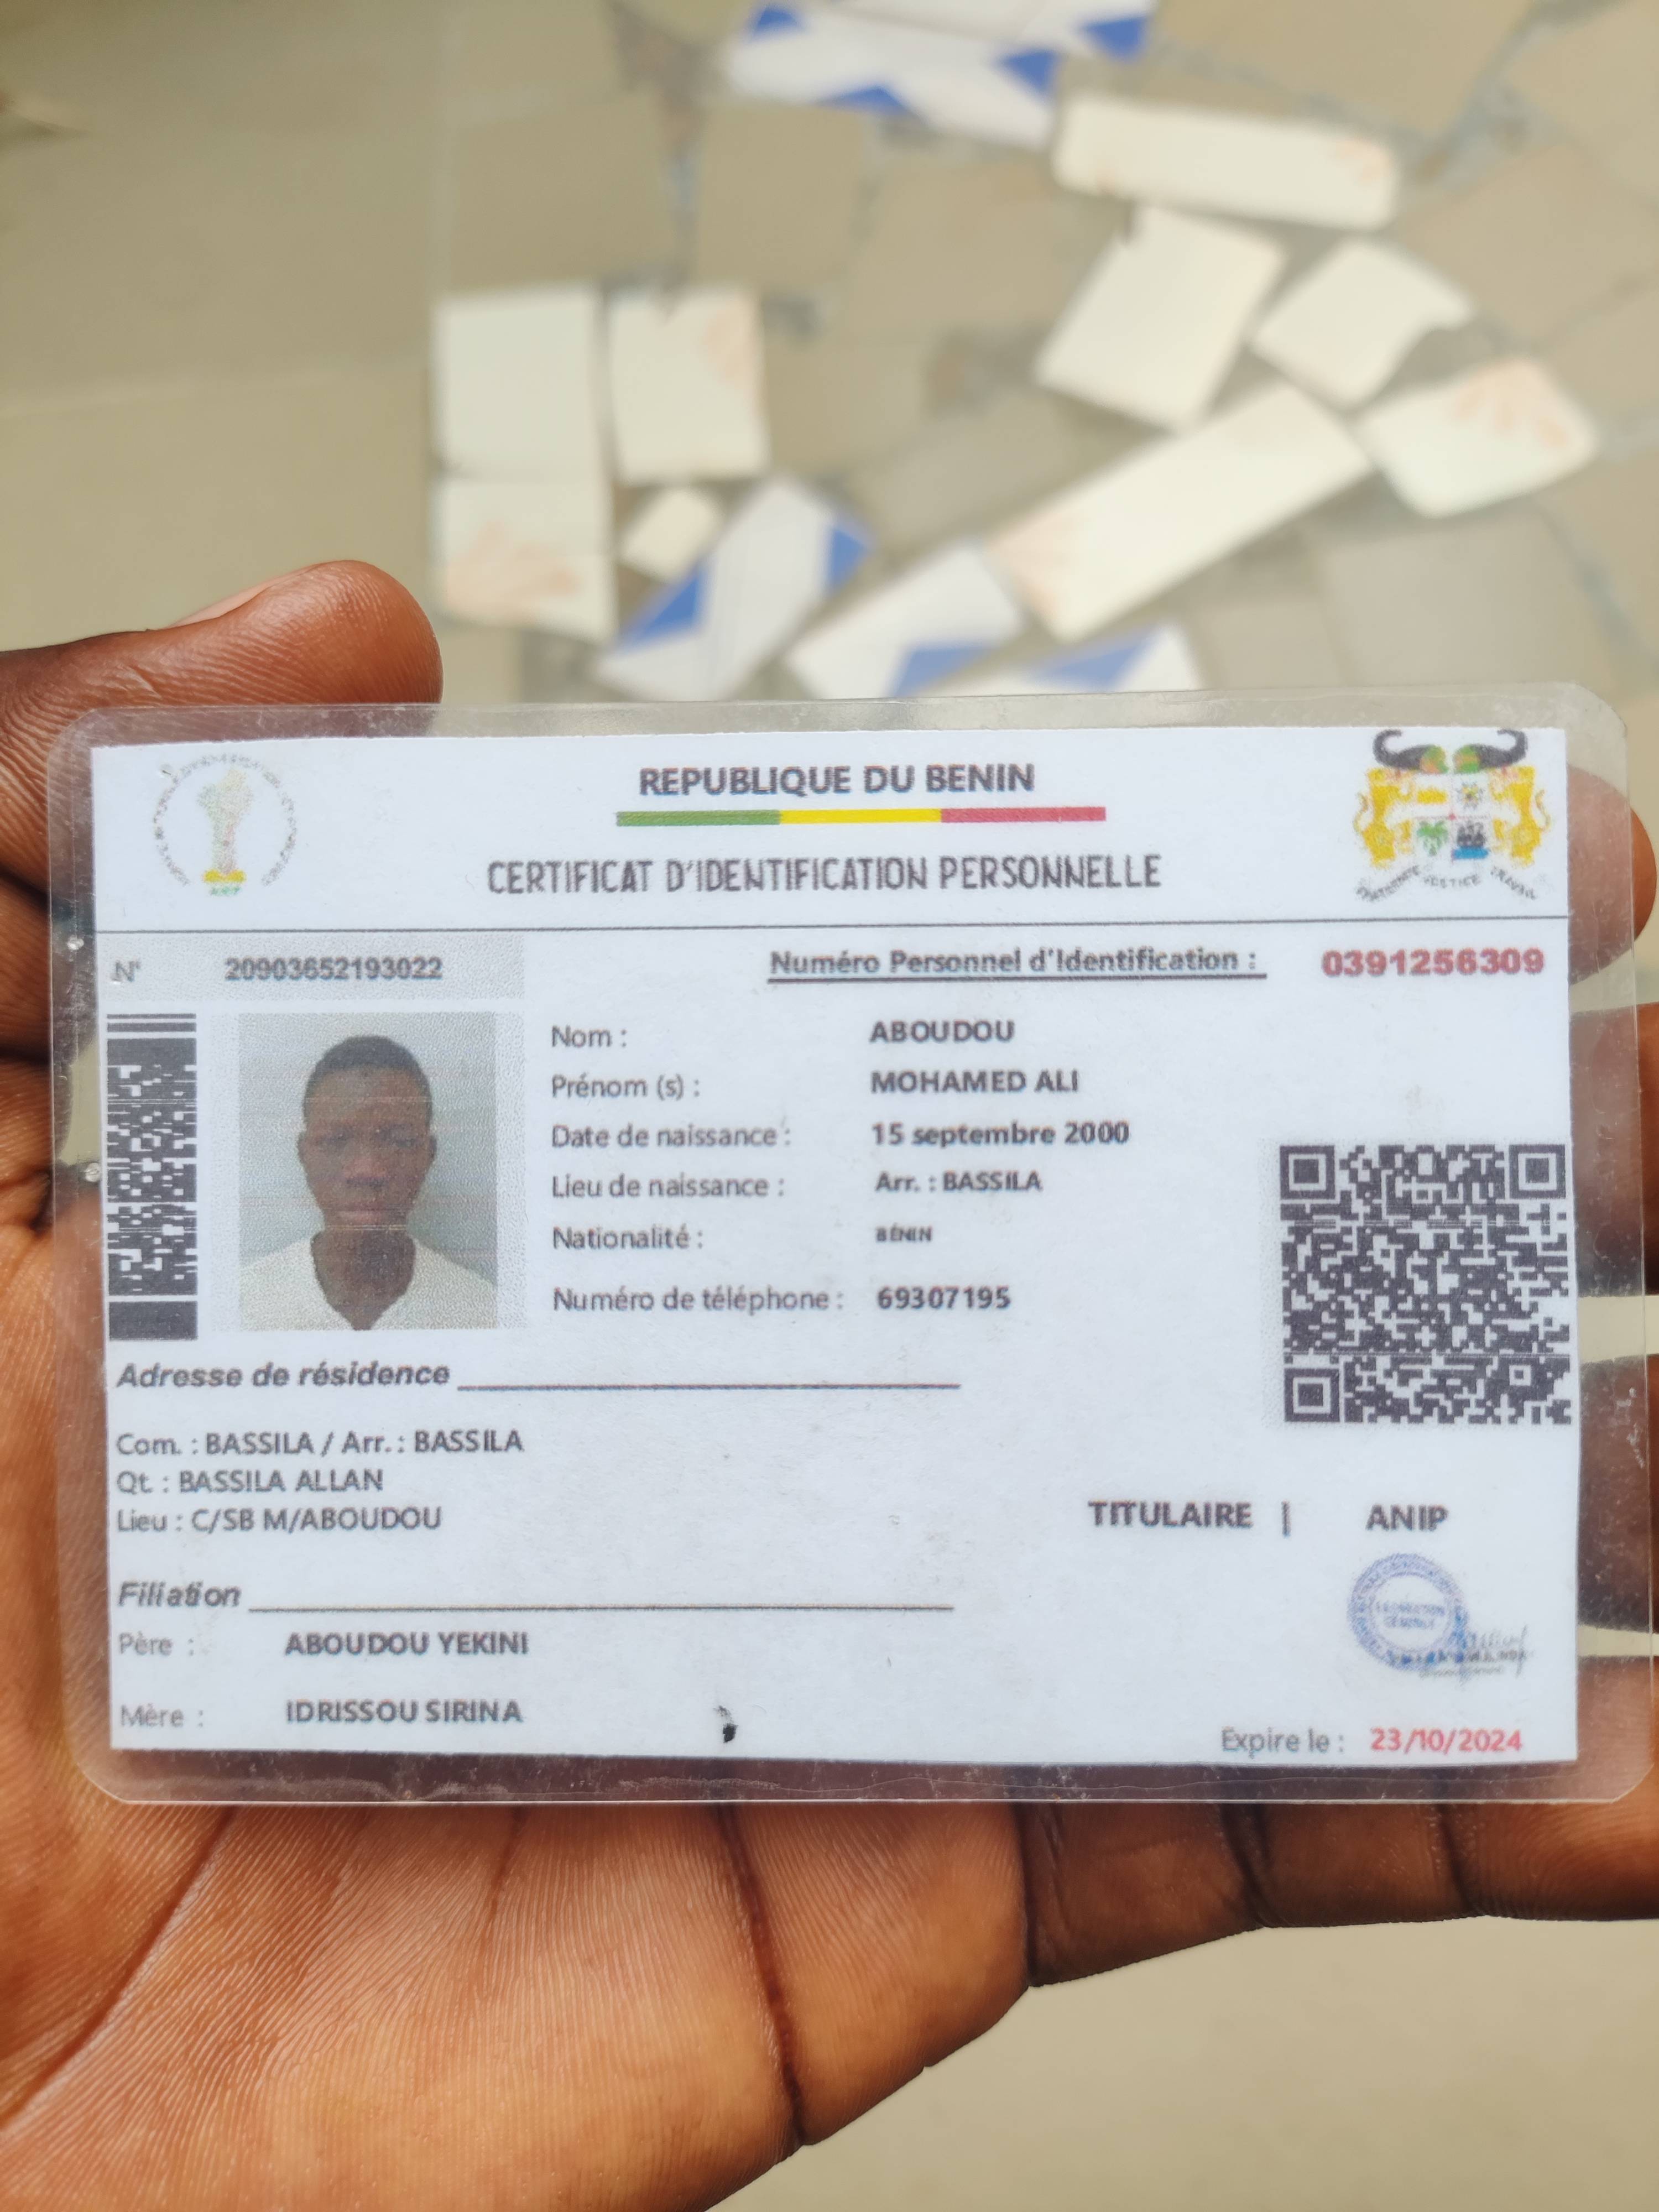 REPUBLIQUE DU BENIN
CERTIFICAT D'IDENTIFICATION PERSONNELLE
N° 20903652193022
Numéro Personnel d'Identification : 0391256309
Nom : ABOUDOU
Prénom (s) : MOHAMED ALI
Date de naissance : 15 septembre 2000
Lieu de naissance : Arr. : BASSILA
Nationalité : BÉNIN
Numéro de téléphone : 69307195
Adresse de résidence
Com. : BASSILA / Arr. : BASSILA
Qt. : BASSILA ALLAN
Lieu : C/SB M/ABOUDOU
TITULAIRE | ANIP
Filiation
Père : ABOUDOU YEKINI
Mère : IDRISSOU SIRINA
Expire le : 23/10/2024